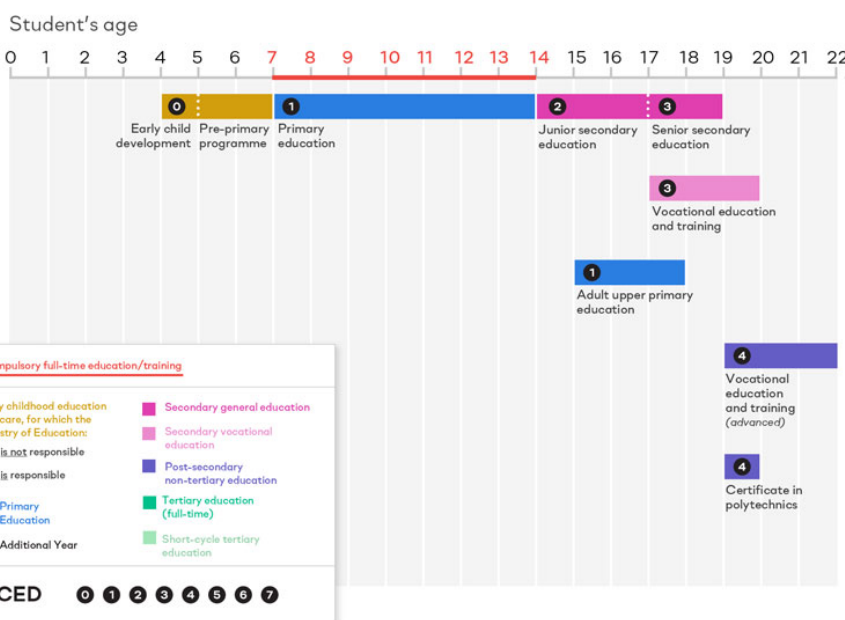 Student's age
0 1 2 3 4 5 6 7 8 9 10 11 12 13 14 15 16 17 18 19 20 21 22
0 1 2 3
Early child
development
Pre-primary
programme
Primary
education
Junior secondary
education
Senior secondary
education
3
Vocational education
and training
1
Adult upper primary
education
4
Vocational
education
and training
(advanced)
4
Certificate in
polytechnics
mpulsory full-time education/training
y childhood education
care, for which the
stry of Education:
is not responsible
is responsible
Primary
Education
Additional Year
Secondary general education
Secondary vocational
education
Post-secondary
non-tertiary education
Tertiary education
(full-time)
Short-cycle tertiary
education
CED 0 1 2 3 4 5 6 7